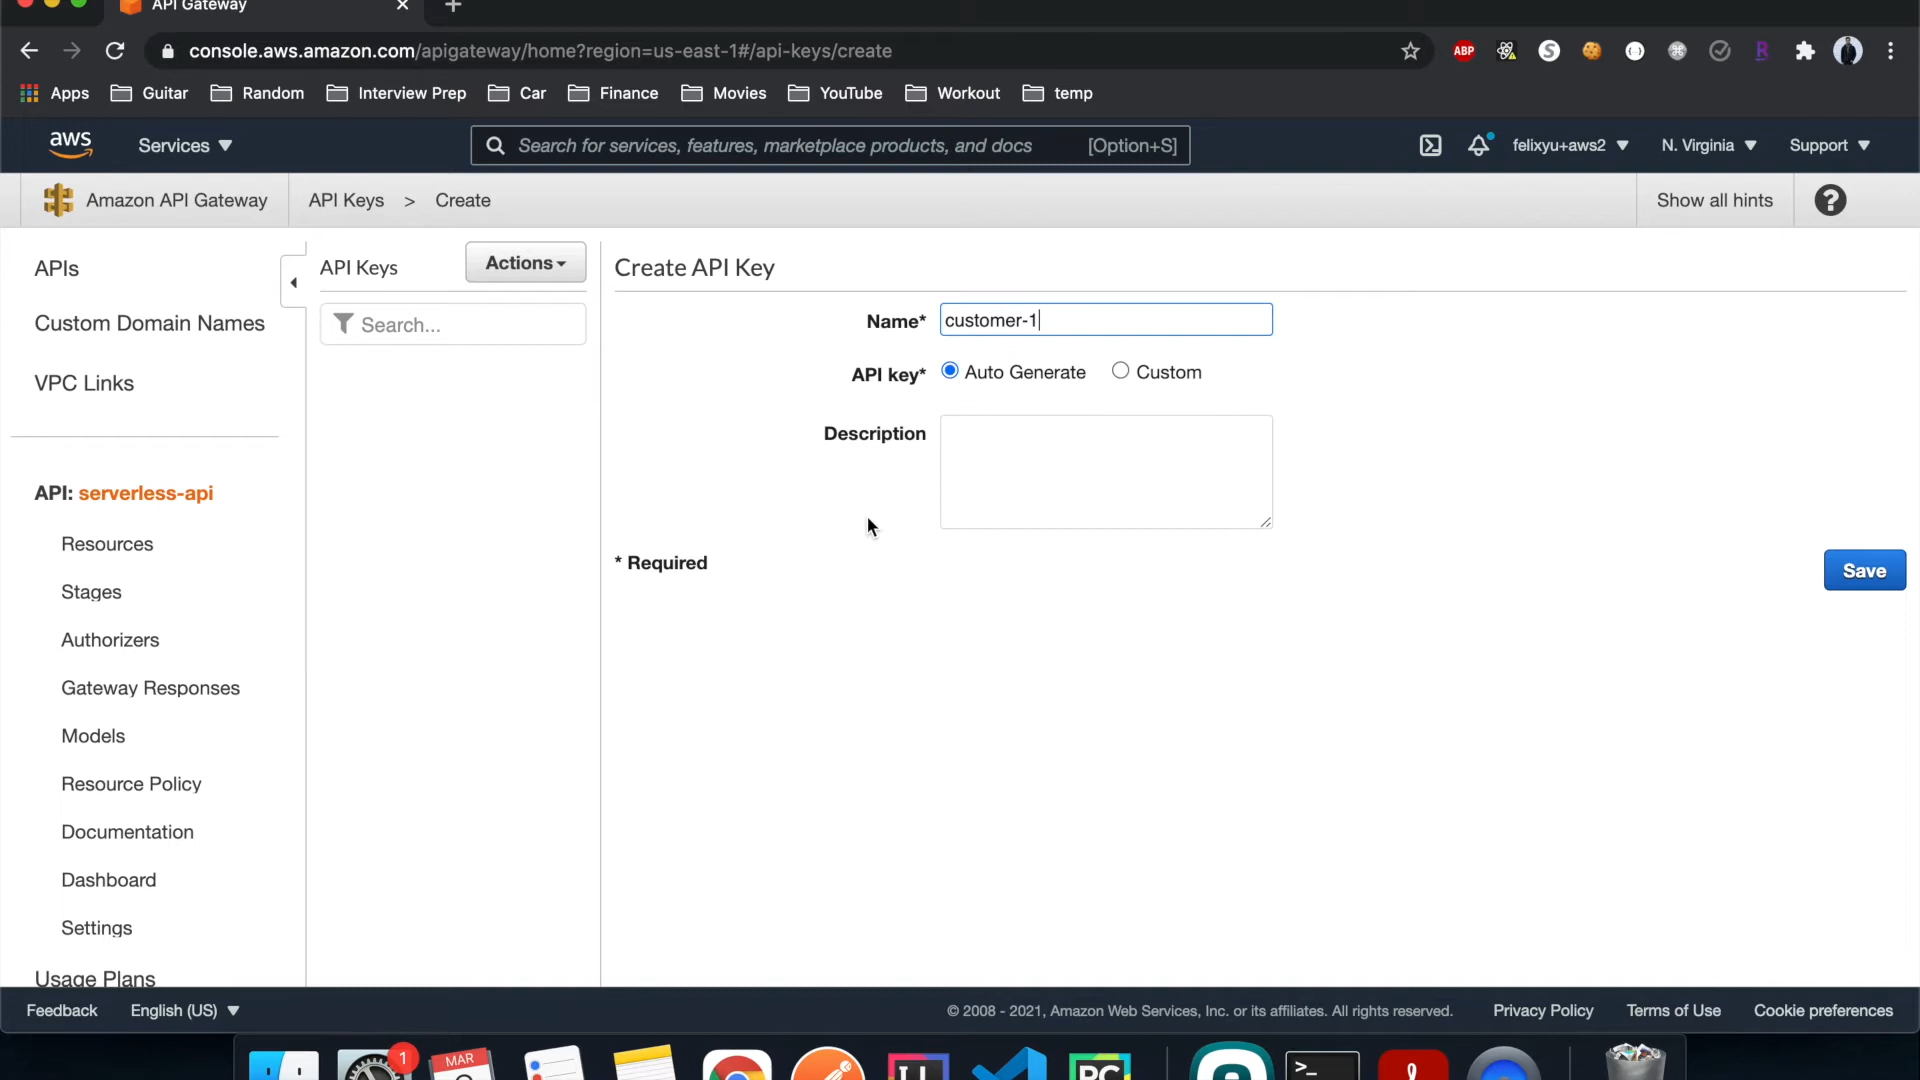 API Gateway
console.aws.amazon.com/apigateway/home?region=us-east-1#/api-keys/create
ABP
Apps Guitar Random Interview Prep Car Finance Movies YouTube Workout temp
aws Services Search for services, features, marketplace products, and docs [Option+S] felixyu+aws2 N. Virginia Support
Amazon API Gateway API Keys > Create Show all hints ?
APIs
Custom Domain Names
VPC Links
API: serverless-api
Resources
Stages
Authorizers
Gateway Responses
Models
Resource Policy
Documentation
Dashboard
Settings
Usage Plans
API Keys Actions
Search...
Create API Key
Name* customer-1
API key* Auto Generate Custom
Description
* Required
Save
Feedback English (US) © 2008 - 2021, Amazon Web Services, Inc. or its affiliates. All rights reserved. Privacy Policy Terms of Use Cookie preferences
1
MAR
PC
>_